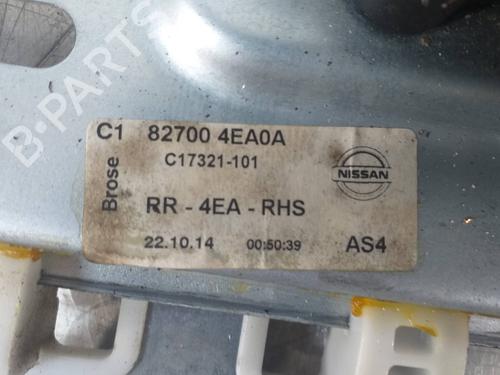 C1 82700 4EA0A
Brose
C17321-101
NISSAN
RR - 4EA - RHS
22.10.14 00:50:39 AS4
B-PARTS